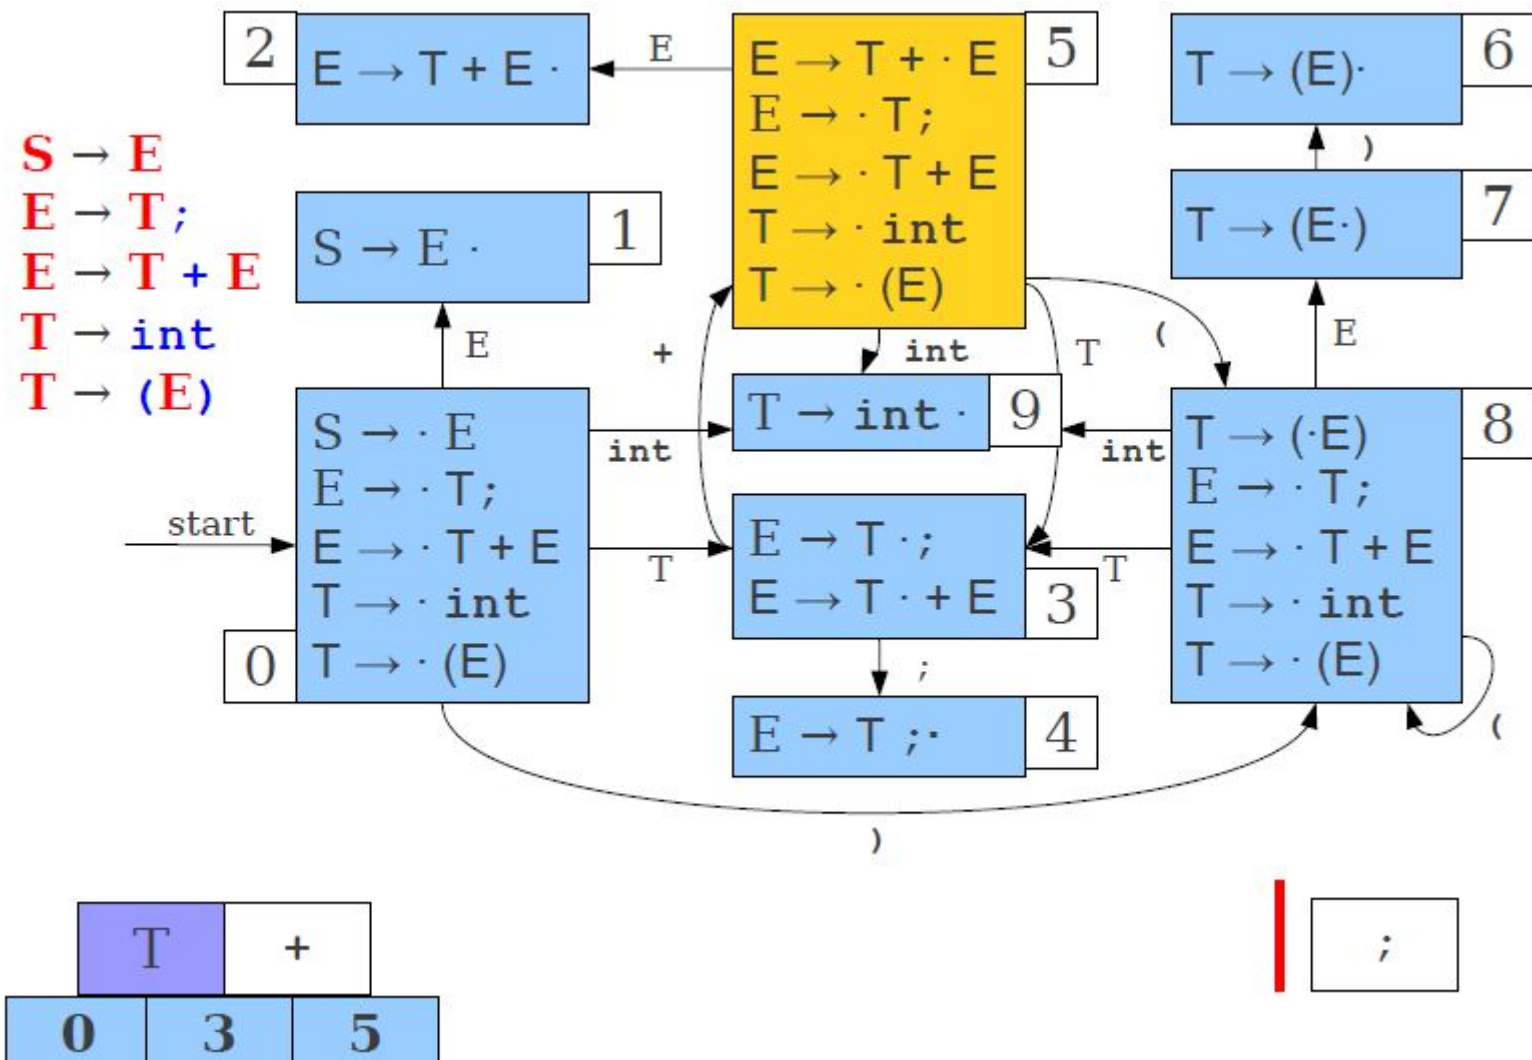 S → E
E → T;
E → T + E
T → int
T → (E)
2
E → T + E ·
E
E → T + · E
E → · T;
E → · T + E
T → · int
T → · (E)
5
T → (E)·
6
)
T → (E·)
7
S → E ·
1
E
+
int
T
(
E
start
S → · E
E → · T;
E → · T + E
T → · int
T → · (E)
0
int
T
T → int ·
9
int
T
E → T ·;
E → T · + E
3
;
E → T ;·
4
T → (·E)
E → · T;
E → · T + E
T → · int
T → · (E)
8
(
)
T
+
;
0
3
5